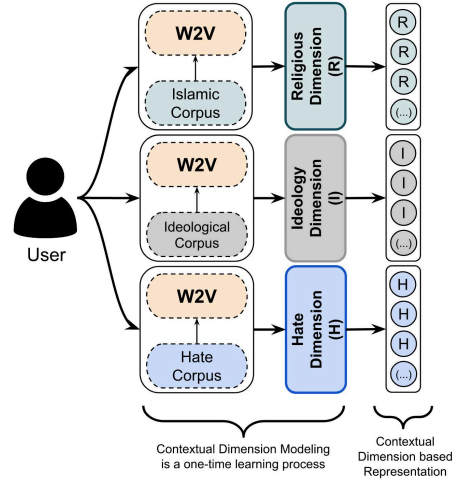 W2V
Islamic
Corpus
Religious
Dimension
(R)
R
R
R
(...)
User
W2V
Ideological
Corpus
Ideology
Dimension
(I)
I
I
I
(...)
W2V
Hate
Corpus
Hate
Dimension
(H)
H
H
H
(...)
Contextual Dimension Modeling
is a one-time learning process
Contextual
Dimension based
Representation